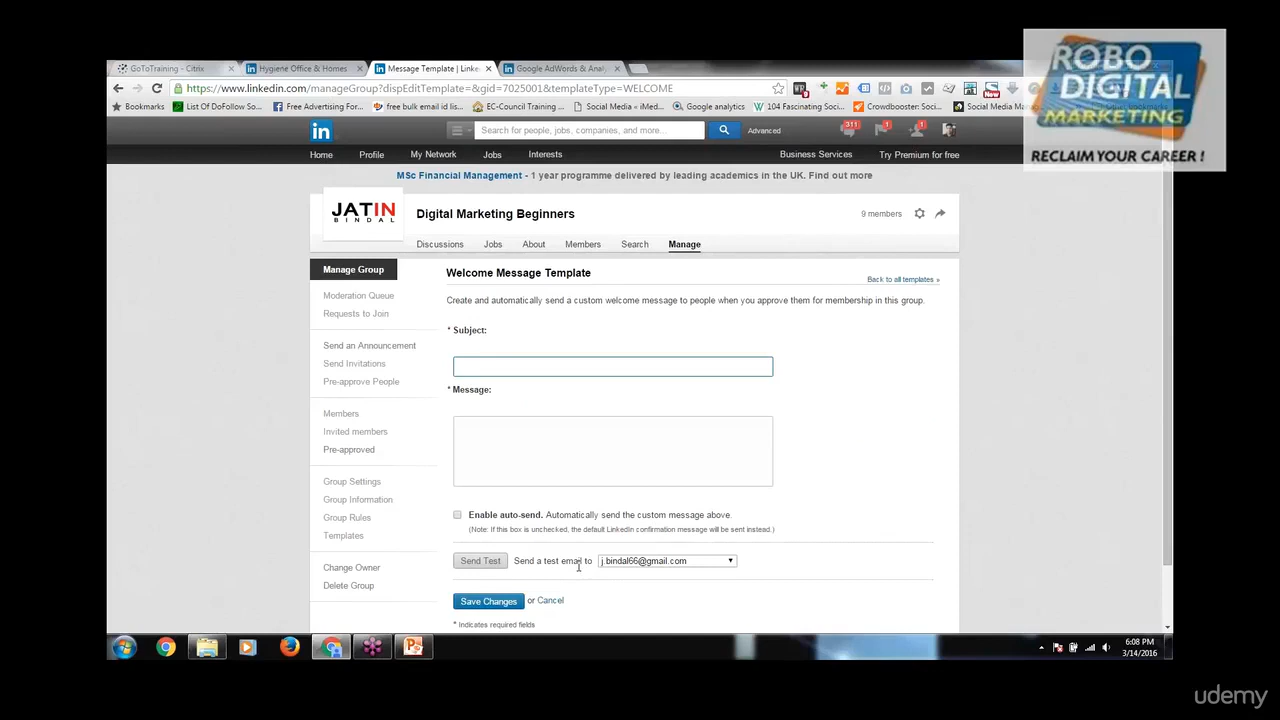 GoToTraining - Citrix
Hygiene Office & Homes
Message Template | Linke
Google AdWords & Anal
https://www.linkedin.com/manageGroup?dispEditTemplate=&gid=7025001&templateType=WELCOME
Bookmarks
List Of DoFollow So...
Free Advertising For...
free bulk email id lis...
EC-Council Training ...
Social Media « iMed...
Google analytics
104 Fascinating Soci...
Crowdbooster: Soci...
Social Media Mana
ROBO
DIGITAL
MARKETING
RECLAIM YOUR CAREER !
in
Search for people, jobs, companies, and more...
Advanced
311
1
1
Home
Profile
My Network
Jobs
Interests
Business Services
Try Premium for free
MSc Financial Management - 1 year programme delivered by leading academics in the UK. Find out more
JATIN
BINDAL
Digital Marketing Beginners
9 members
Discussions
Jobs
About
Members
Search
Manage
Manage Group
Moderation Queue
Requests to Join
Send an Announcement
Send Invitations
Pre-approve People
Members
Invited members
Pre-approved
Group Settings
Group Information
Group Rules
Templates
Change Owner
Delete Group
Welcome Message Template
Back to all templates »
Create and automatically send a custom welcome message to people when you approve them for membership in this group.
* Subject:
* Message:
Enable auto-send. Automatically send the custom message above.
(Note: If this box is unchecked, the default LinkedIn confirmation message will be sent instead.)
Send Test Send a test email to j.bindal66@gmail.com
Save Changes or Cancel
* Indicates required fields
6:08 PM
3/14/2016
udemy